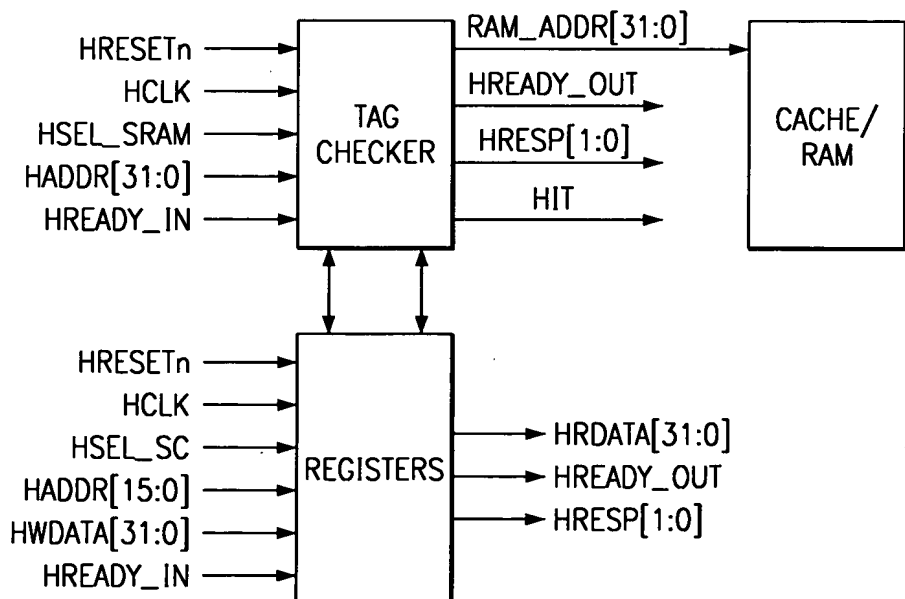 HRESETn
HCLK
HSEL_SRAM
HADDR[31:0]
HREADY_IN
TAG
CHECKER
RAM_ADDR[31:0]
HREADY_OUT
HRESP[1:0]
HIT
CACHE/
RAM
HRESETn
HCLK
HSEL_SC
HADDR[15:0]
HWDATA[31:0]
HREADY_IN
REGISTERS
HRDATA[31:0]
HREADY_OUT
HRESP[1:0]